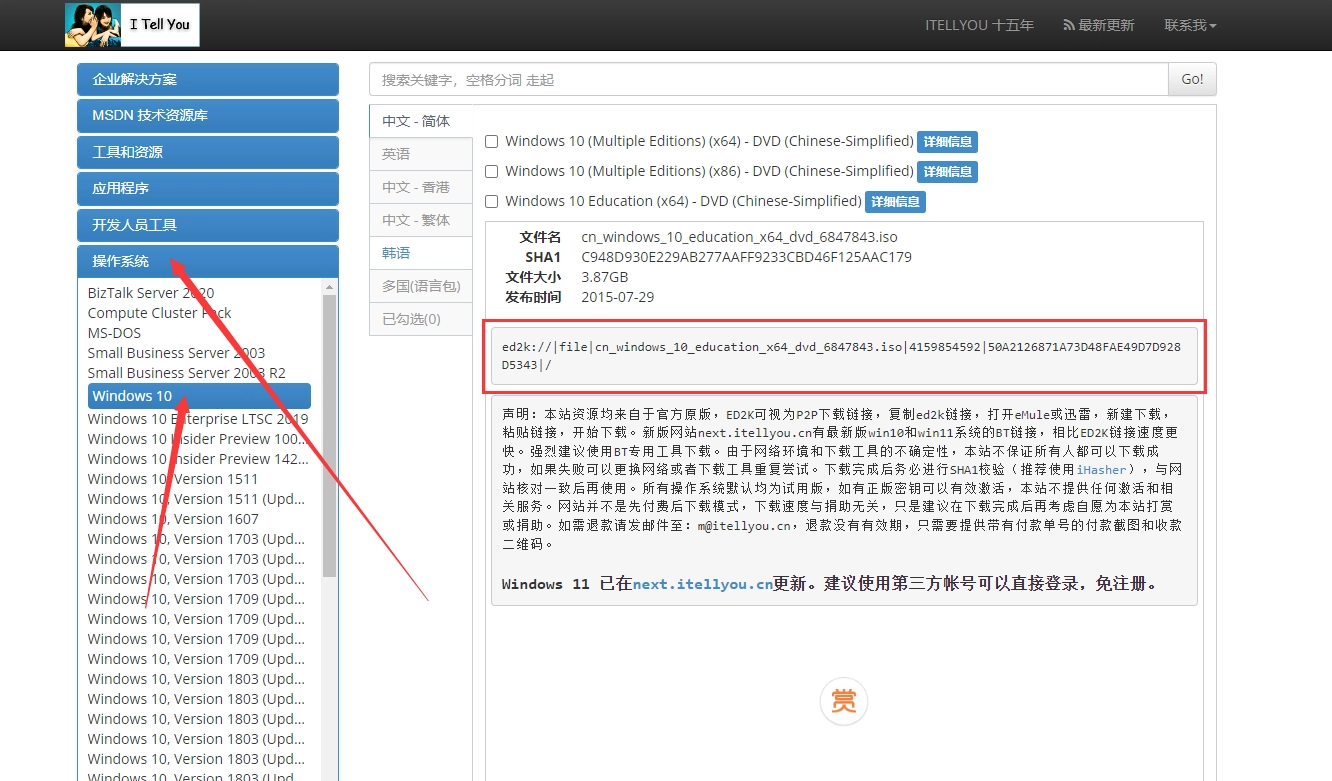 I Tell You
ITELLYOU 十五年
最新更新
联系我
企业解决方案
MSDN 技术资源库
工具和资源
应用程序
开发人员工具
操作系统
BizTalk Server 2020
Compute Cluster Pack
MS-DOS
Small Business Server 2003
Small Business Server 2003 R2
Windows 10
Windows 10 Enterprise LTSC 2019
Windows 10 Insider Preview 100...
Windows 10 Insider Preview 142...
Windows 10, Version 1511
Windows 10, Version 1511 (Upd...
Windows 10, Version 1607
Windows 10, Version 1703 (Upd...
Windows 10, Version 1703 (Upd...
Windows 10, Version 1703 (Upd...
Windows 10, Version 1709 (Upd...
Windows 10, Version 1709 (Upd...
Windows 10, Version 1709 (Upd...
Windows 10, Version 1709 (Upd...
Windows 10, Version 1803 (Upd...
Windows 10, Version 1803 (Upd...
Windows 10, Version 1803 (Upd...
Windows 10, Version 1803 (Upd...
Windows 10, Version 1803 (Upd...
Windows 10, Version 1803 (Upd
搜索关键字，空格分词 走起
Go!
中文 - 简体
英语
中文 - 香港
中文 - 繁体
韩语
多国(语言包)
已勾选(0)
Windows 10 (Multiple Editions) (x64) - DVD (Chinese-Simplified) 详细信息
Windows 10 (Multiple Editions) (x86) - DVD (Chinese-Simplified) 详细信息
Windows 10 Education (x64) - DVD (Chinese-Simplified) 详细信息
文件名 cn_windows_10_education_x64_dvd_6847843.iso
SHA1 C948D930E229AB277AAFF9233CBD46F125AAC179
文件大小 3.87GB
发布时间 2015-07-29
ed2k://|file|cn_windows_10_education_x64_dvd_6847843.iso|4159854592|50A2126871A73D48FAE49D7D928
D5343|/
声明：本站资源均来自于官方原版，ED2K可视为P2P下载链接，复制ed2k链接，打开eMule或迅雷，新建下载，
粘贴链接，开始下载。新版网站next.itellyou.cn有最新版win10和win11系统的BT链接，相比ED2K链接速度更
快。强烈建议使用BT专用工具下载。由于网络环境和下载工具的不确定性，本站不保证所有人都可以下载成
功，如果失败可以更换网络或者下载工具重复尝试。下载完成后务必进行SHA1校验（推荐使用iHasher），与网
站核对一致后再使用。所有操作系统默认均为试用版，如有正版密钥可以有效激活，本站不提供任何激活和相
关服务。网站并不是先付费后下载模式，下载速度与捐助无关，只是建议在下载完成后再考虑自愿为本站打赏
或捐助。如需退款请发邮件至：m@itellyou.cn，退款没有有效期，只需要提供带有付款单号的付款截图和收款
二维码。
Windows 11 已在next.itellyou.cn更新。建议使用第三方帐号可以直接登录，免注册。
赏